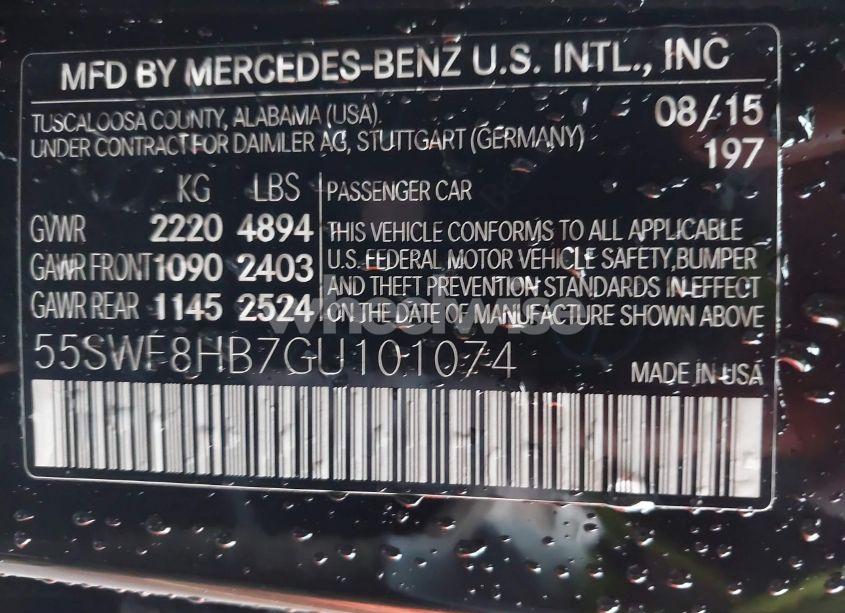 MFD BY MERCEDES-BENZ U.S. INTL., INC
TUSCALOOSA COUNTY, ALABAMA (USA).
UNDER CONTRACT FOR DAIMLER AG, STUTTGART (GERMANY)
08/15
197
KG LBS
GVWR 2220 4894
GAWR FRONT 1090 2403
GAWR REAR 1145 2524
PASSENGER CAR
THIS VEHICLE CONFORMS TO ALL APPLICABLE
U.S. FEDERAL MOTOR VEHICLE SAFETY, BUMPER
AND THEFT PREVENTION STANDARDS IN EFFECT
ON THE DATE OF MANUFACTURE SHOWN ABOVE
wheelwise
55SWF8HB7GU101074
MADE IN USA